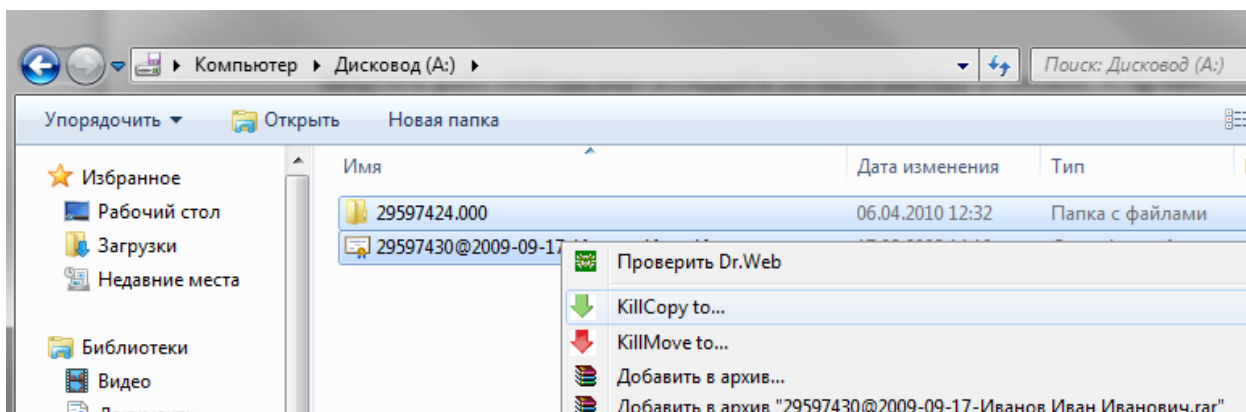 Компьютер Дисковод (A:)
Поиск: Дисковод (A:)
Упорядочить Открыть Новая папка
Имя Дата изменения Тип
Избранное
Рабочий стол
Загрузки
Недавние места
Библиотеки
Видео
29597424.000 06.04.2010 12:32 Папка с файлами
29597430@2009-09-17
Проверить Dr.Web
KillCopy to...
KillMove to...
Добавить в архив...
Добавить в архив "29597430@2009-09-17-Иванов Иван Иванович.rar"